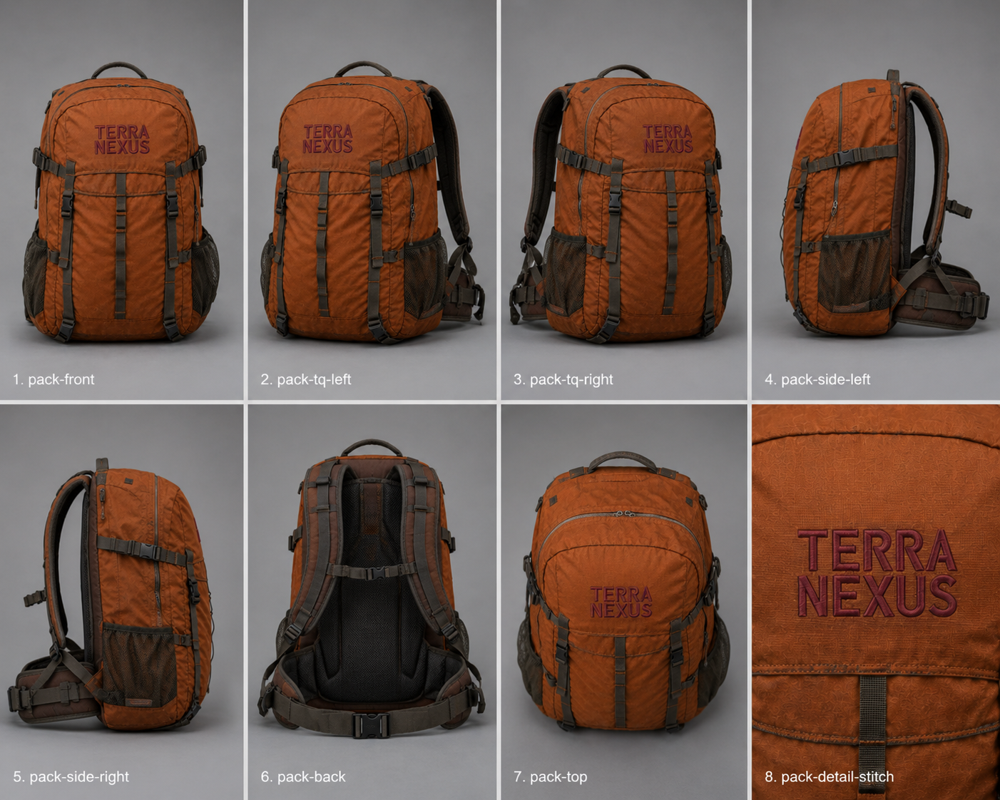 TERRA
NEXUS
1. pack-front
TERRA
NEXUS
2. pack-tq-left
TERRA
NEXUS
3. pack-tq-right
4. pack-side-left
5. pack-side-right
6. pack-back
TERRA
NEXUS
7. pack-top
TERRA
NEXUS
8. pack-detail-stitch